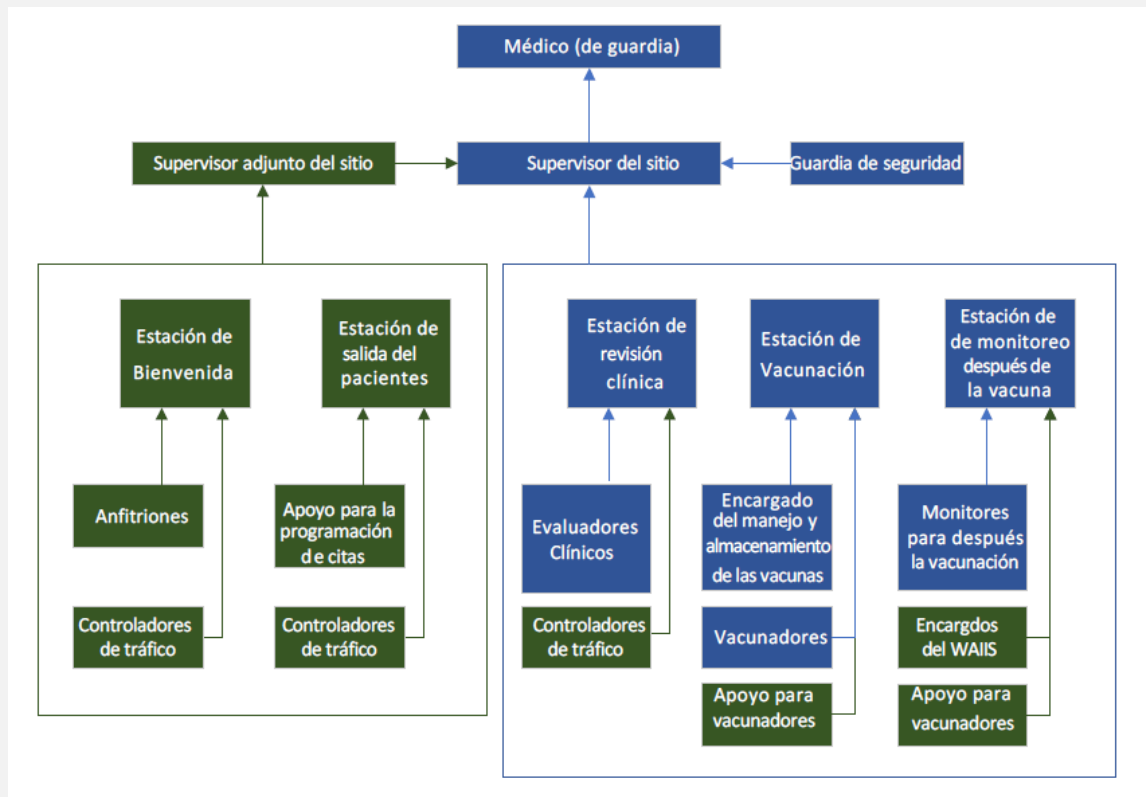 Médico (de guardia)
Supervisor adjunto del sitio
Supervisor del sitio
Guardia de seguridad
Estación de
Bienvenida
Estación de
salida del
pacientes
Estación de
revisión
clínica
Estación de
Vacunación
Estación de
de monitoreo
después de
la vacuna
Anfitriones
Apoyo para la
programación
de citas
Evaluadores
Clínicos
Encargado
del manejo y
almacenamiento
de las vacunas
Monitores
para después
la vacunación
Controladores
de tráfico
Controladores
de tráfico
Controladores
de tráfico
Vacunadores
Encargdos
del WAIIS
Apoyo para
vacunadores
Apoyo para
vacunadores